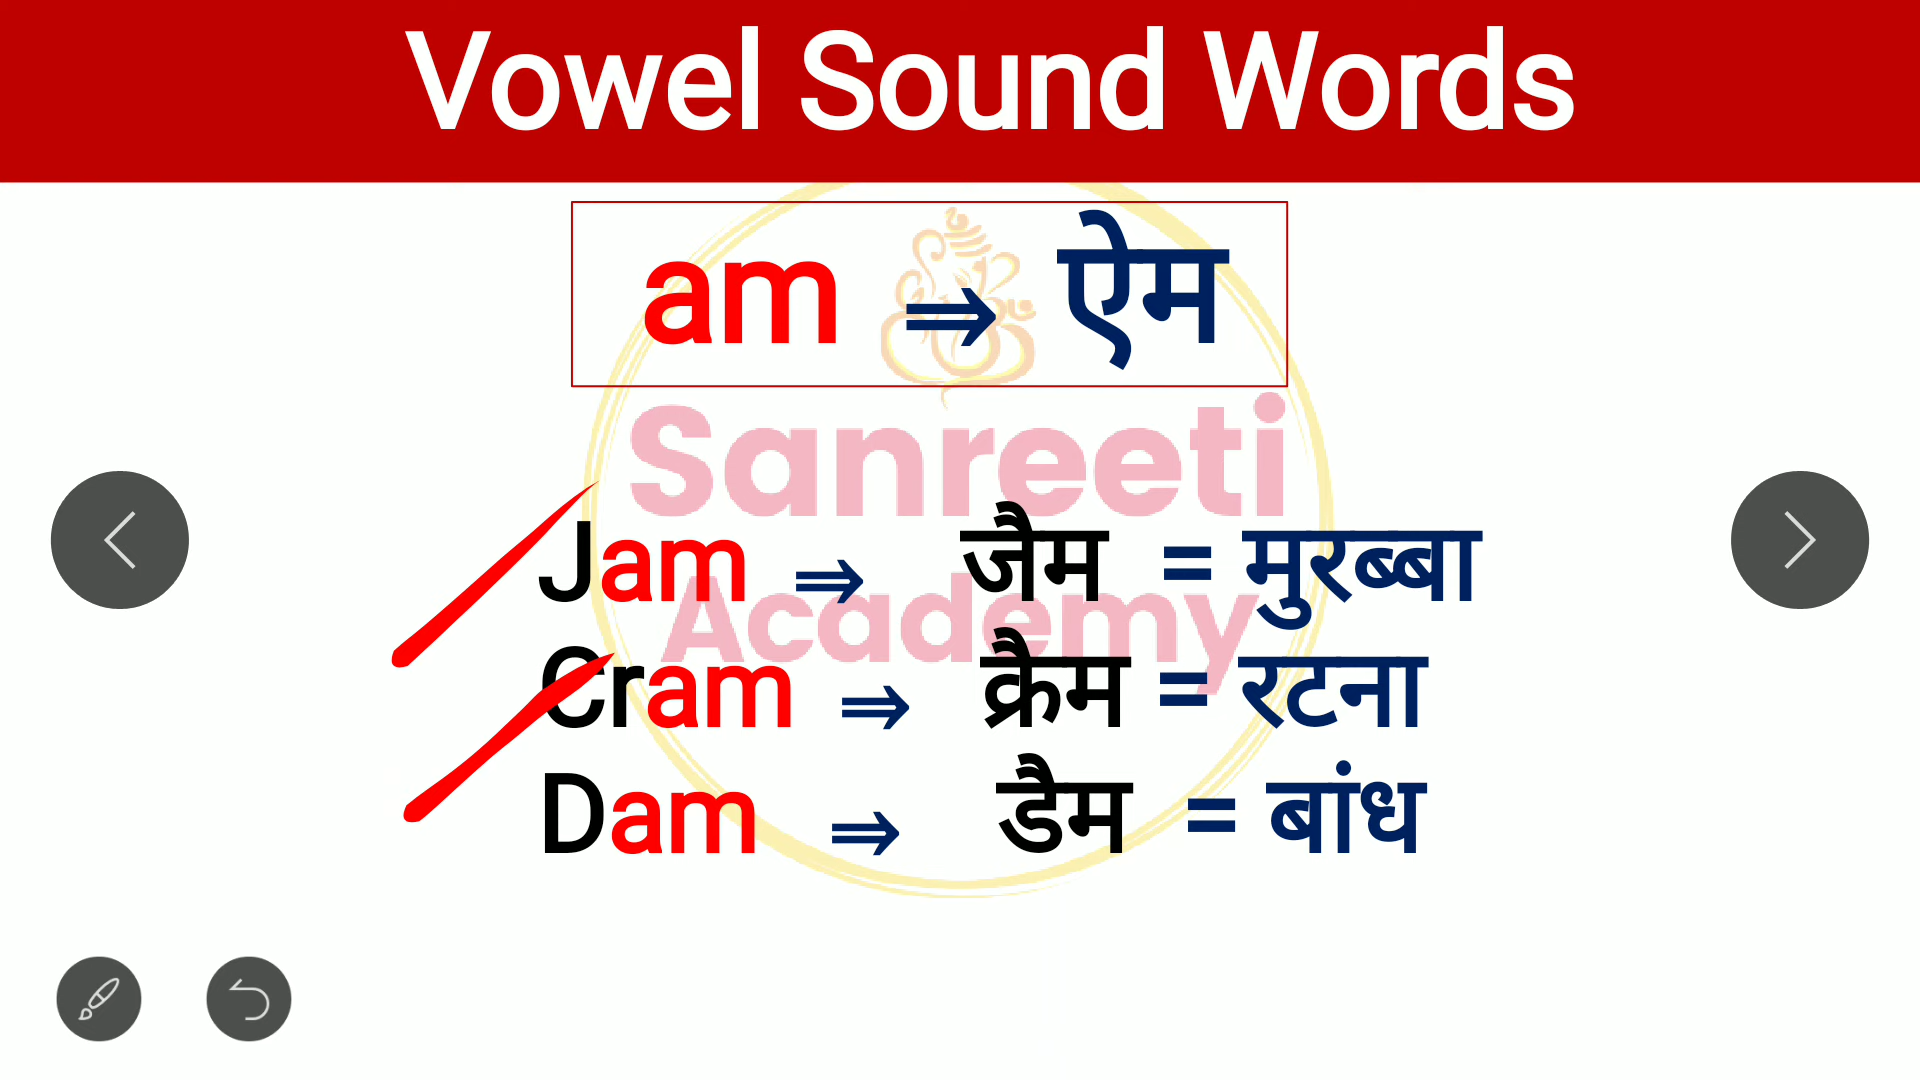 Vowel Sound Words
am ⇒ ऐम
Sanreeti
Academy
Jam ⇒ जैम = मुरब्बा
Cram ⇒ क्रैम = रटना
Dam ⇒ डैम = बांध